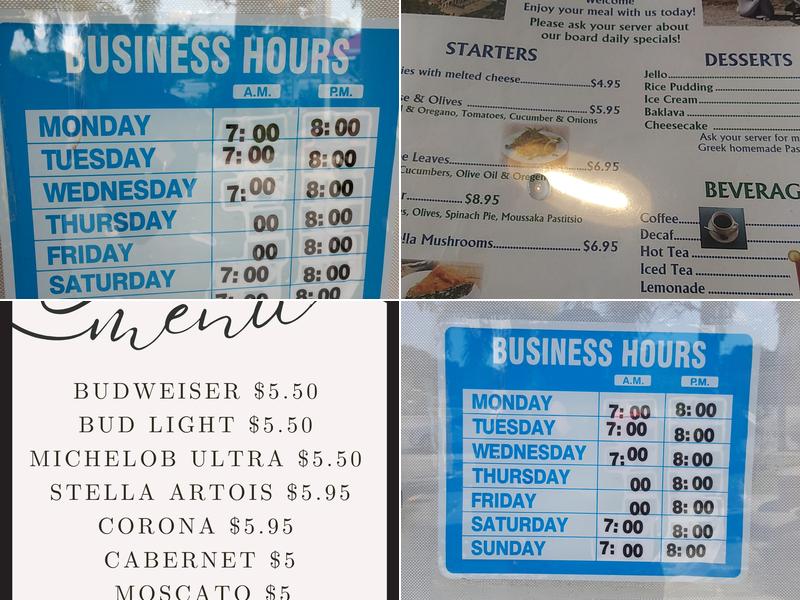 BUSINESS HOURS
A.M. P.M.
MONDAY 7:00 8:00
TUESDAY 7:00 8:00
WEDNESDAY 7:00 8:00
THURSDAY 00 8:00
FRIDAY 00 8:00
SATURDAY 7:00 8:00
7:00 8:00
Welcome
Enjoy your meal with us today!
Please ask your server about
our board daily specials!
STARTERS
ies with melted cheese $4.95
se & Olives $5.95
l & Oregano, Tomatoes, Cucumber & Onions
e Leaves $6.95
Cucumbers, Olive Oil & Oregen
r $8.95
s, Olives, Spinach Pie, Moussaka Pastitsio
lla Mushrooms $6.95
DESSERTS
Jello
Rice Pudding
Ice Cream
Baklava
Cheesecake
Ask your server for m
Greek homemade Pas
BEVERAG
Coffee
Decaf
Hot Tea
Iced Tea
Lemonade
menu
BUDWEISER $5.50
BUD LIGHT $5.50
MICHELOB ULTRA $5.50
STELLA ARTOIS $5.95
CORONA $5.95
CABERNET $5
MOSCATO $5
BUSINESS HOURS
A.M. P.M.
MONDAY 7:00 8:00
TUESDAY 7:00 8:00
WEDNESDAY 7:00 8:00
THURSDAY 00 8:00
FRIDAY 00 8:00
SATURDAY 7:00 8:00
SUNDAY 7:00 8:00